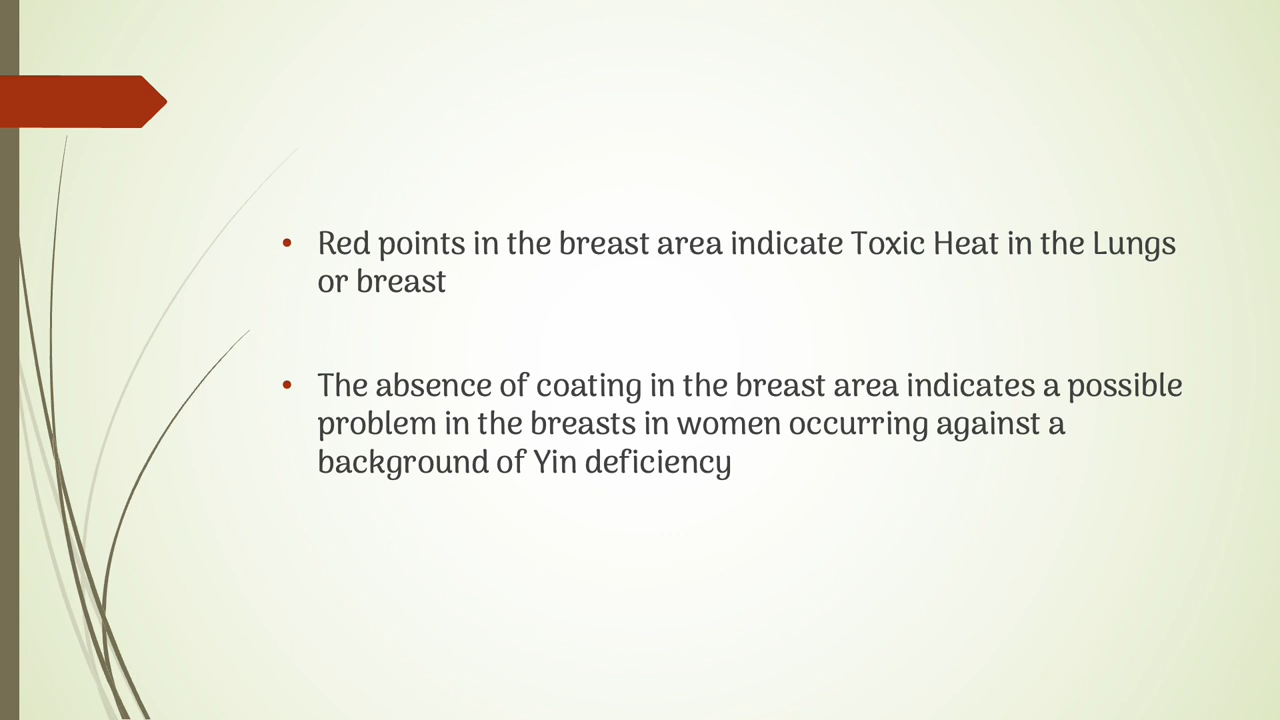 • Red points in the breast area indicate Toxic Heat in the Lungs
or breast
• The absence of coating in the breast area indicates a possible
problem in the breasts in women occurring against a
background of Yin deficiency